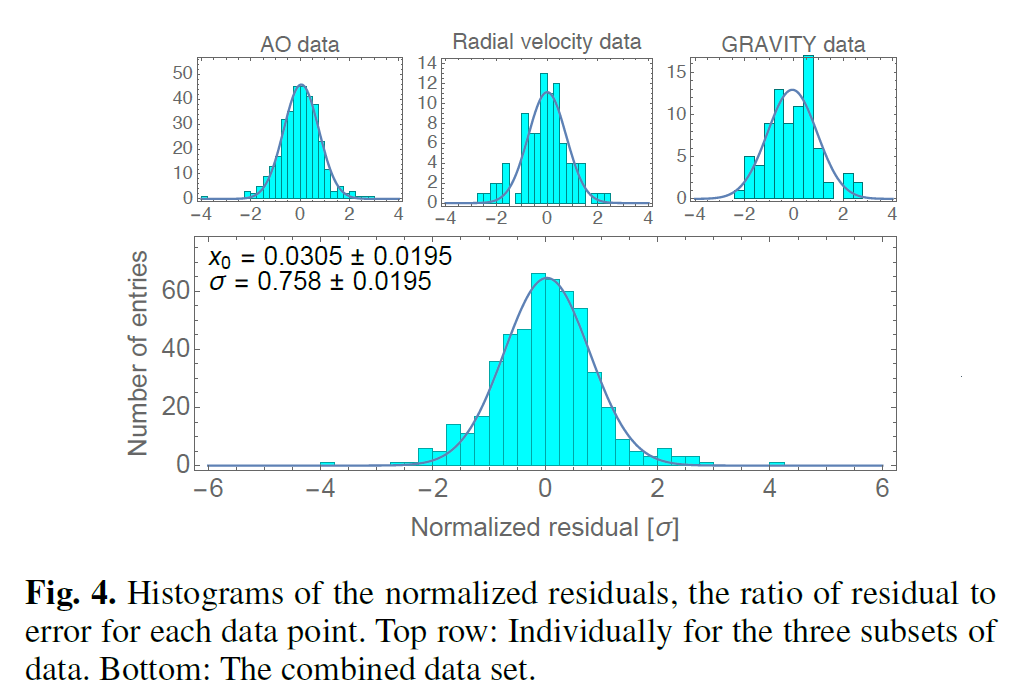 AO data
Radial velocity data
GRAVITY data
50
40
30
20
10
0
−4 −2 0 2 4
14
12
10
8
6
4
2
0
−4 −2 0 2 4
15
10
5
0
−4 −2 0 2 4
x₀ = 0.0305 ± 0.0195
σ = 0.758 ± 0.0195
Number of entries
60
40
20
0
−6 −4 −2 0 2 4 6
Normalized residual [σ]
Fig. 4. Histograms of the normalized residuals, the ratio of residual to
error for each data point. Top row: Individually for the three subsets of
data. Bottom: The combined data set.